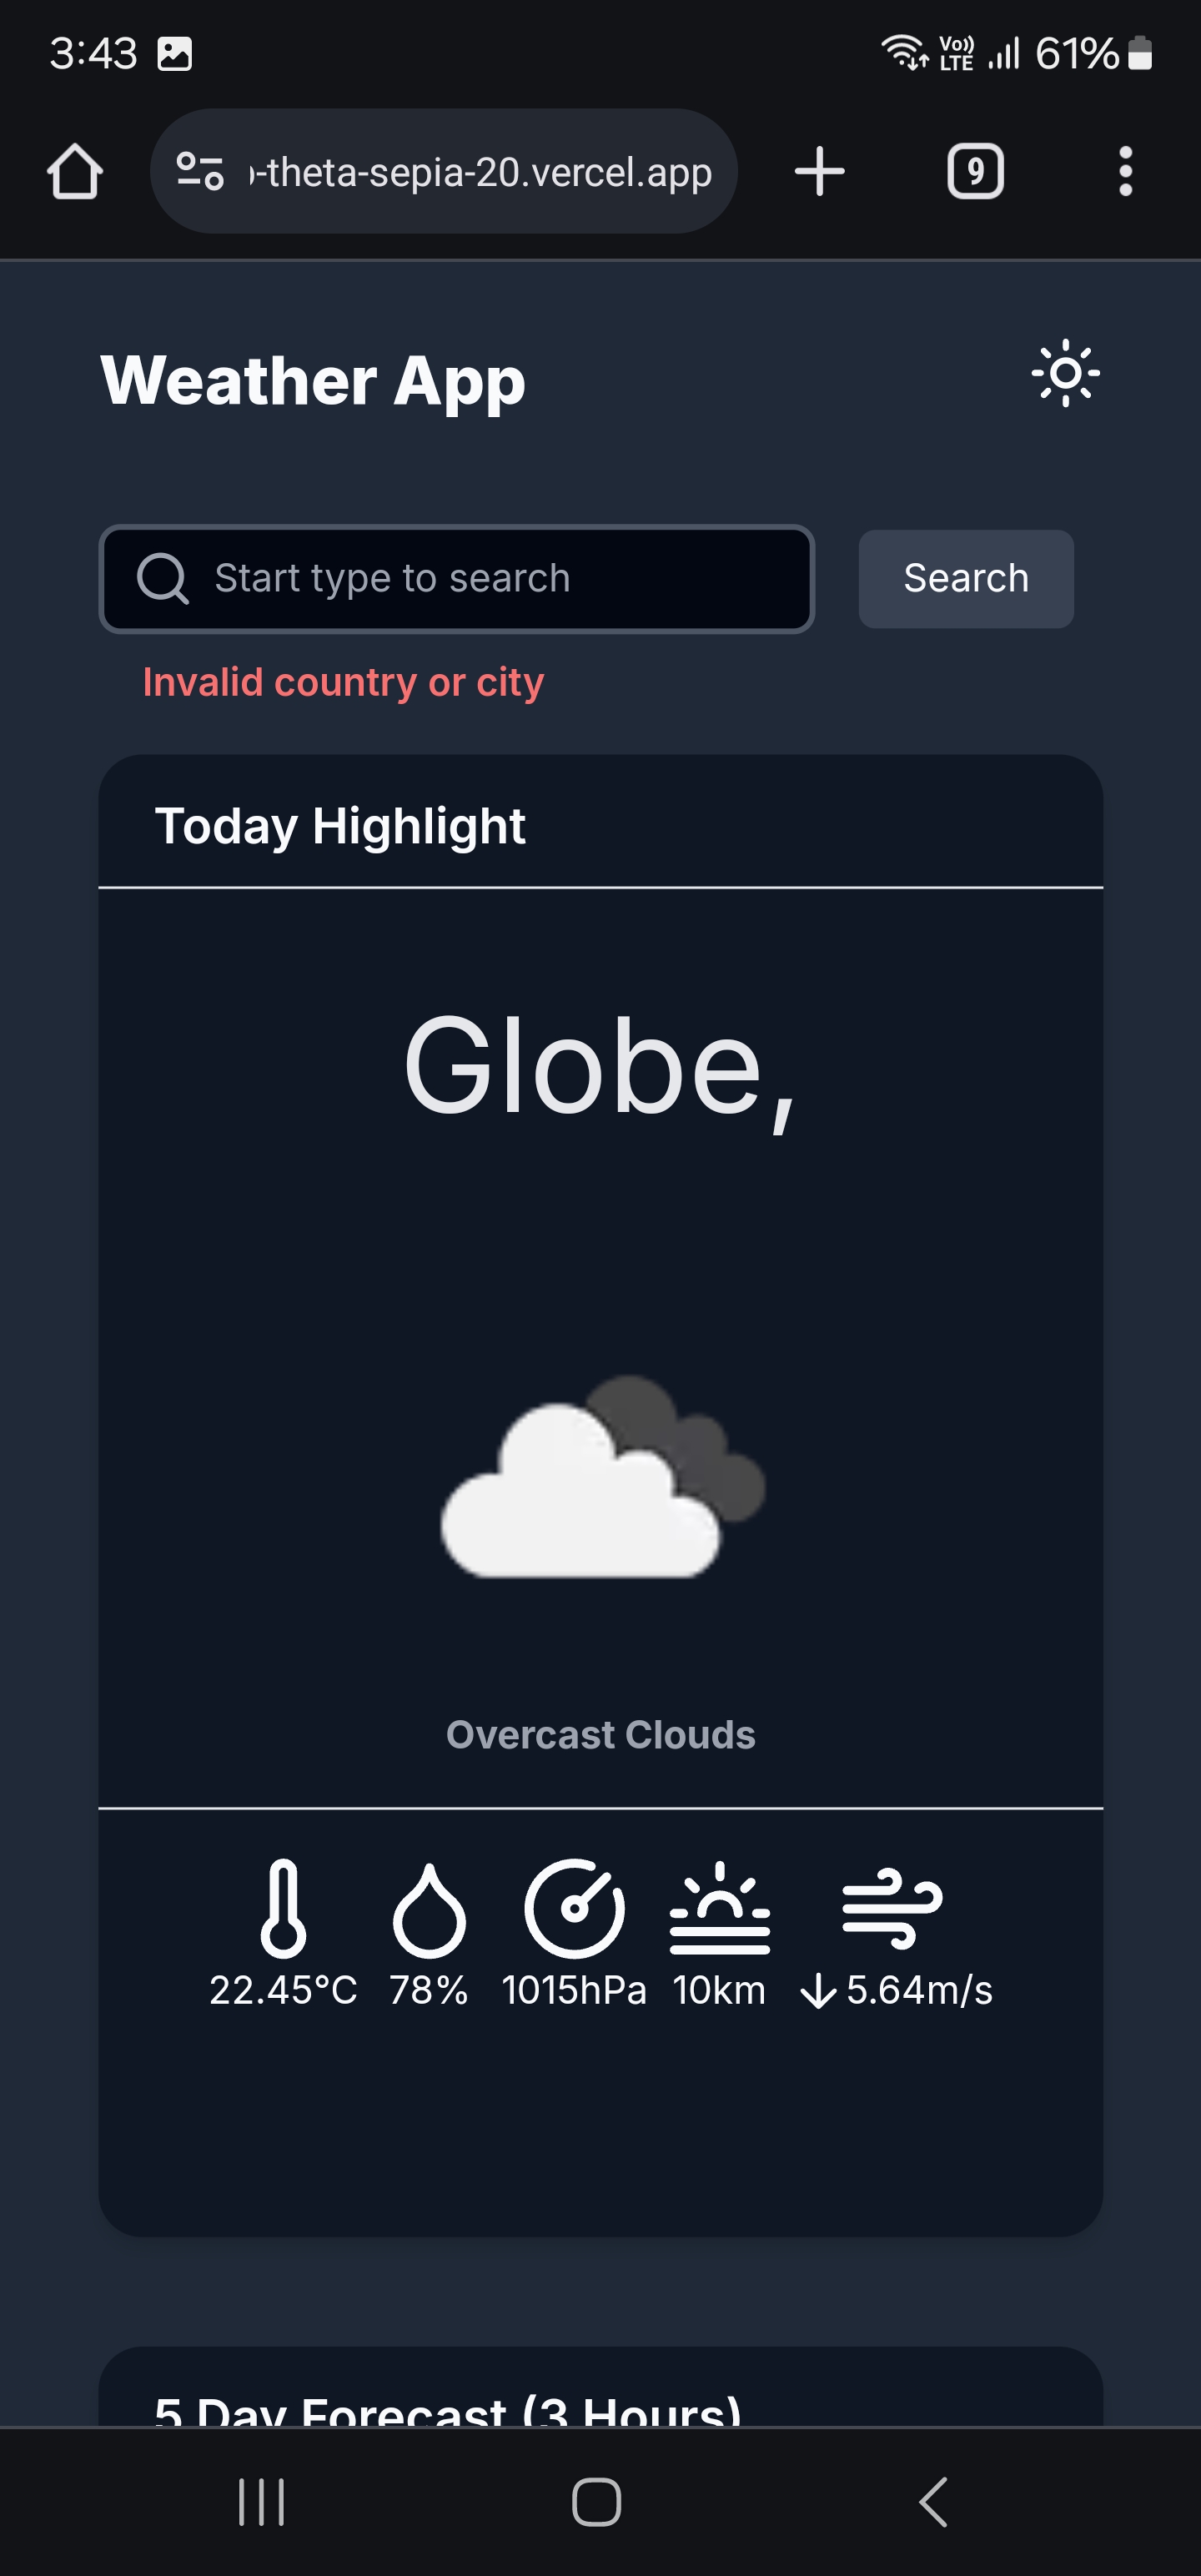 3:43 Vo)) LTE 61%
-theta-sepia-20.vercel.app 9
Weather App
Start type to search Search
Invalid country or city
Today Highlight
Globe,
Overcast Clouds
22.45°C 78% 1015hPa 10km ↓5.64m/s
5 Day Forecast (3 Hours)